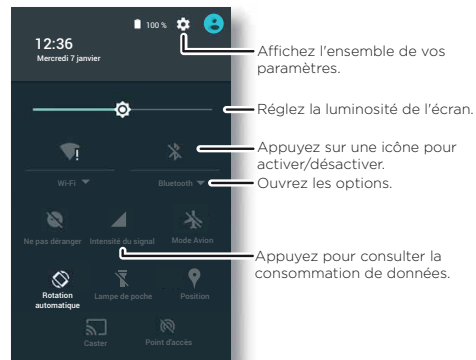 100 %
12:36
Mercredi 7 janvier
Affichez l'ensemble de vos
paramètres.
Réglez la luminosité de l'écran.
Appuyez sur une icône pour
activer/désactiver.
Wi-Fi
Bluetooth
Ouvrez les options.
Ne pas déranger
Intensité du signal
Mode Avion
Appuyez pour consulter la
consommation de données.
Rotation
automatique
Lampe de poche
Position
Caster
Point d'accès